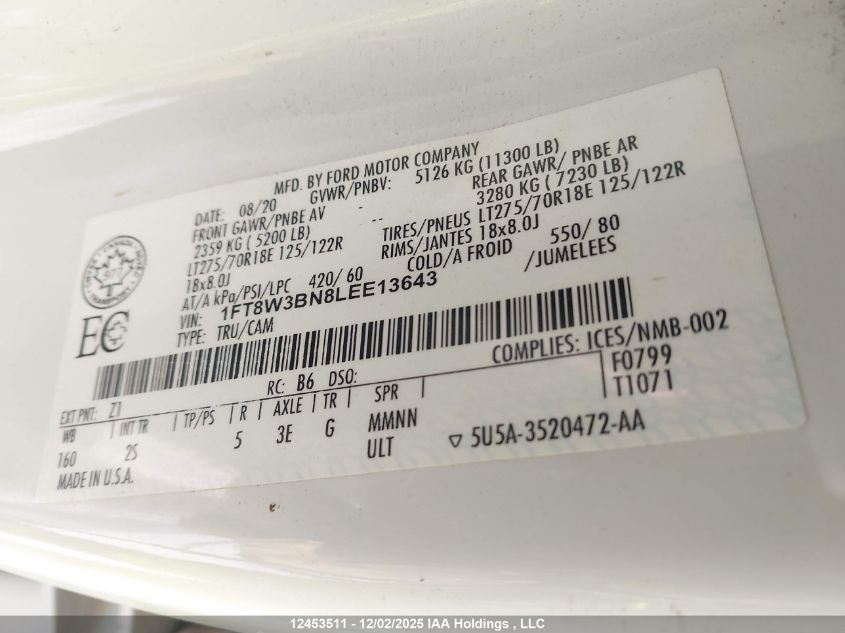 MFD. BY FORD MOTOR COMPANY
DATE: 08/20 GVWR/PNBV: 5126 KG (11300 LB)
FRONT GAWR/PNBE AV - REAR GAWR/ PNBE AR
2359 KG ( 5200 LB) -- 3280 KG ( 7230 LB)
LT275/70R18E 125/122R TIRES/PNEUS LT275/70R18E 125/122R
18x8.0J RIMS/JANTES 18x8.0J
AT/A kPa/PSI/LPC 420/ 60 COLD/A FROID 550/ 80
VIN: 1FT8W3BN8LEE13643 /JUMELEES
TYPE: TRU/CAM
EC
COMPLIES: ICES/NMB-002
F0799
T1071
EXT PNT: Z1 RC: B6 DSO:
WB INT TR TP/PS R AXLE TR SPR
160 2S 5 3E G MMNN
ULT
5U5A-3520472-AA
MADE IN U.S.A.
12453511 - 12/02/2025 IAA Holdings , LLC